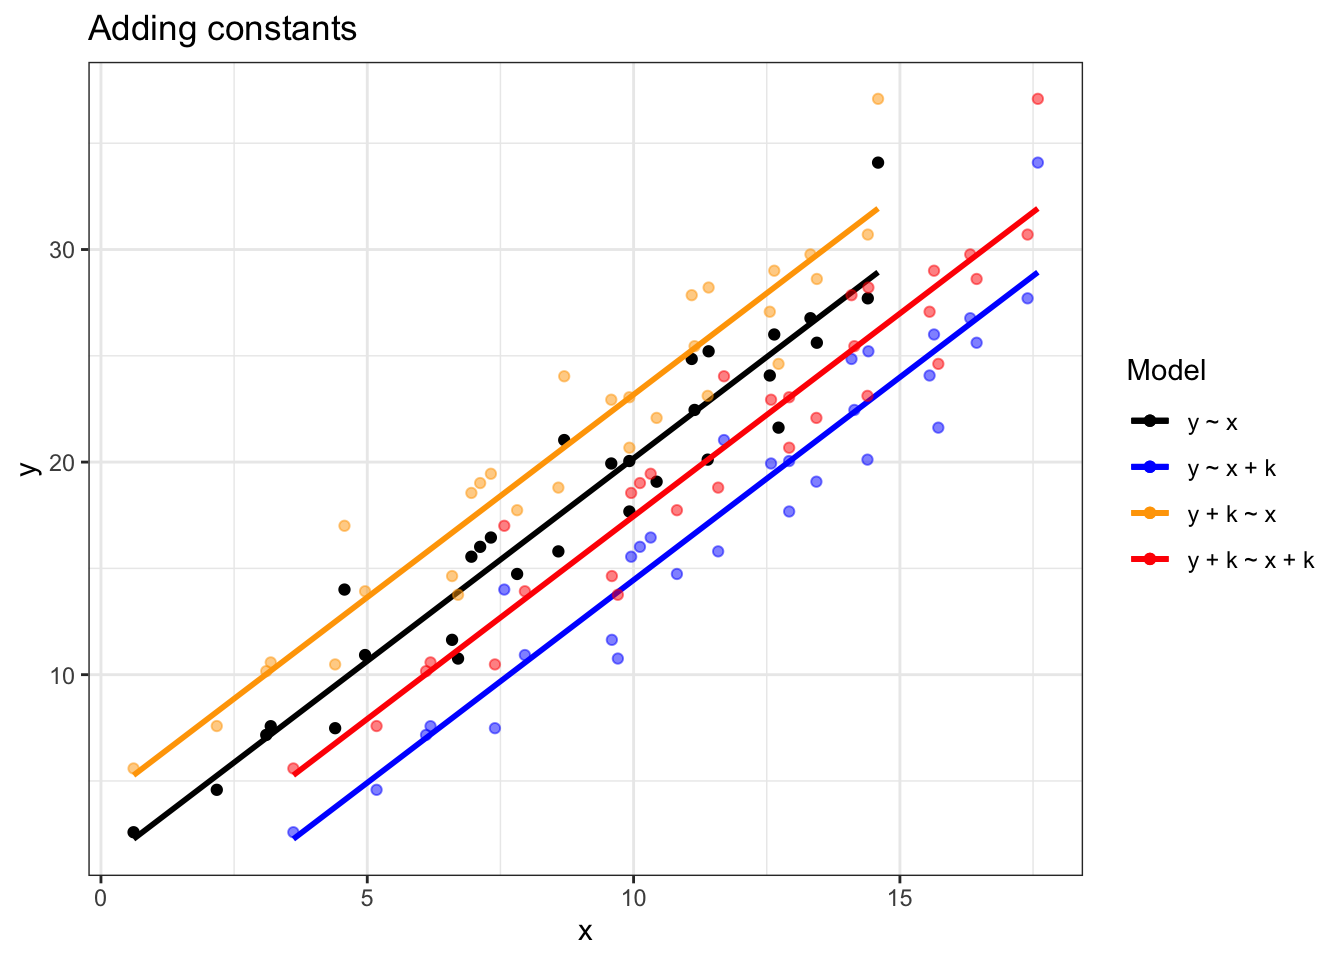 Adding constants
30
20
10
y
0
5
10
15
x
Model
y ~ x
y ~ x + k
y + k ~ x
y + k ~ x + k